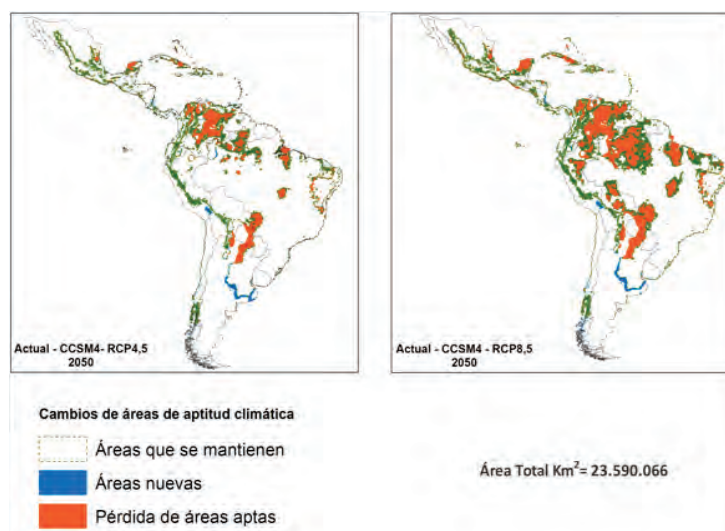 Actual - CCSM4- RCP4,5
2050
Actual - CCSM4 - RCP8,5
2050
Cambios de áreas de aptitud climática
Áreas que se mantienen
Áreas nuevas
Pérdida de áreas aptas
Área Total Km²= 23.590.066